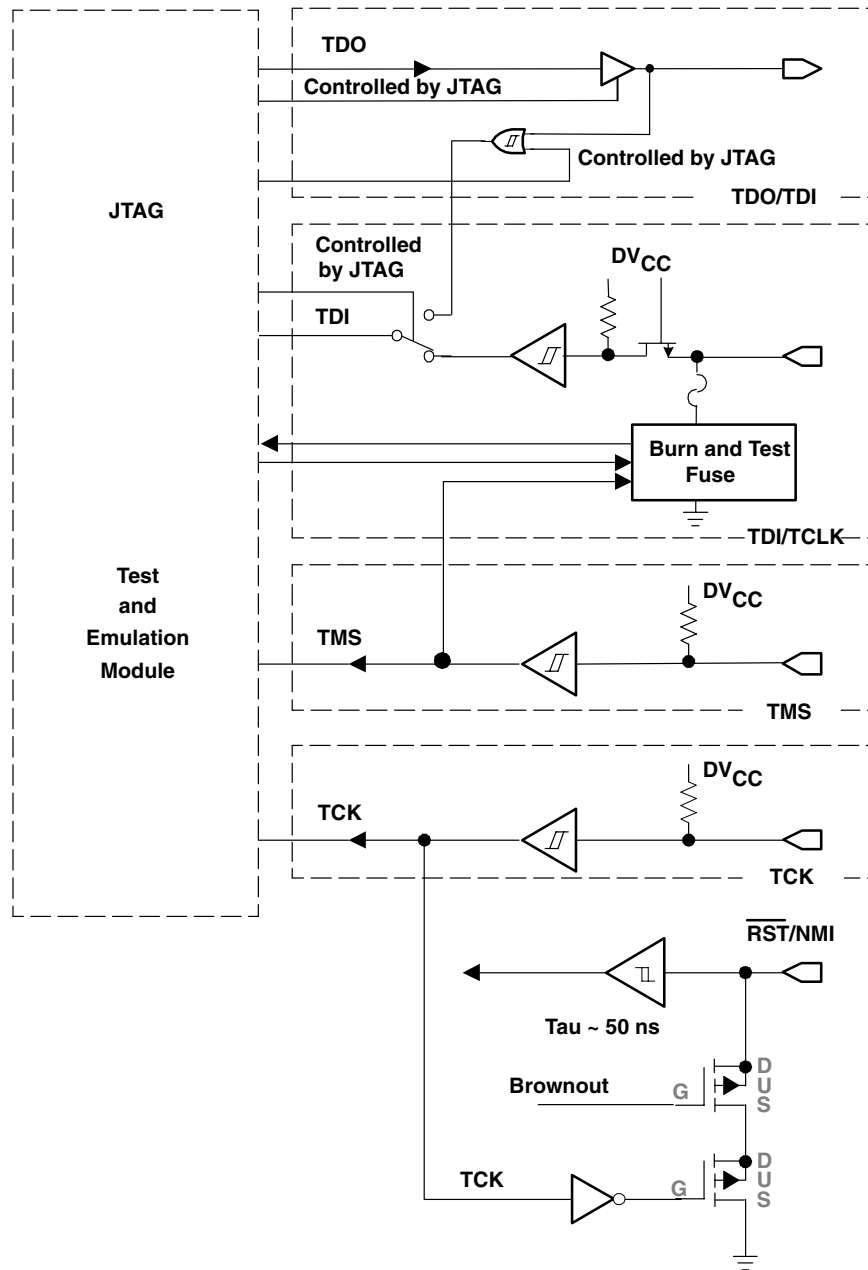 TDO
Controlled by JTAG
Controlled by JTAG
TDO/TDI
JTAG
Controlled
by JTAG
TDI
DVCC
Burn and Test
Fuse
TDI/TCLK
Test
and
Emulation
Module
TMS
DVCC
TMS
TCK
DVCC
TCK
RST/NMI
Tau ~ 50 ns
Brownout
G
D
U
S
TCK
G
D
U
S